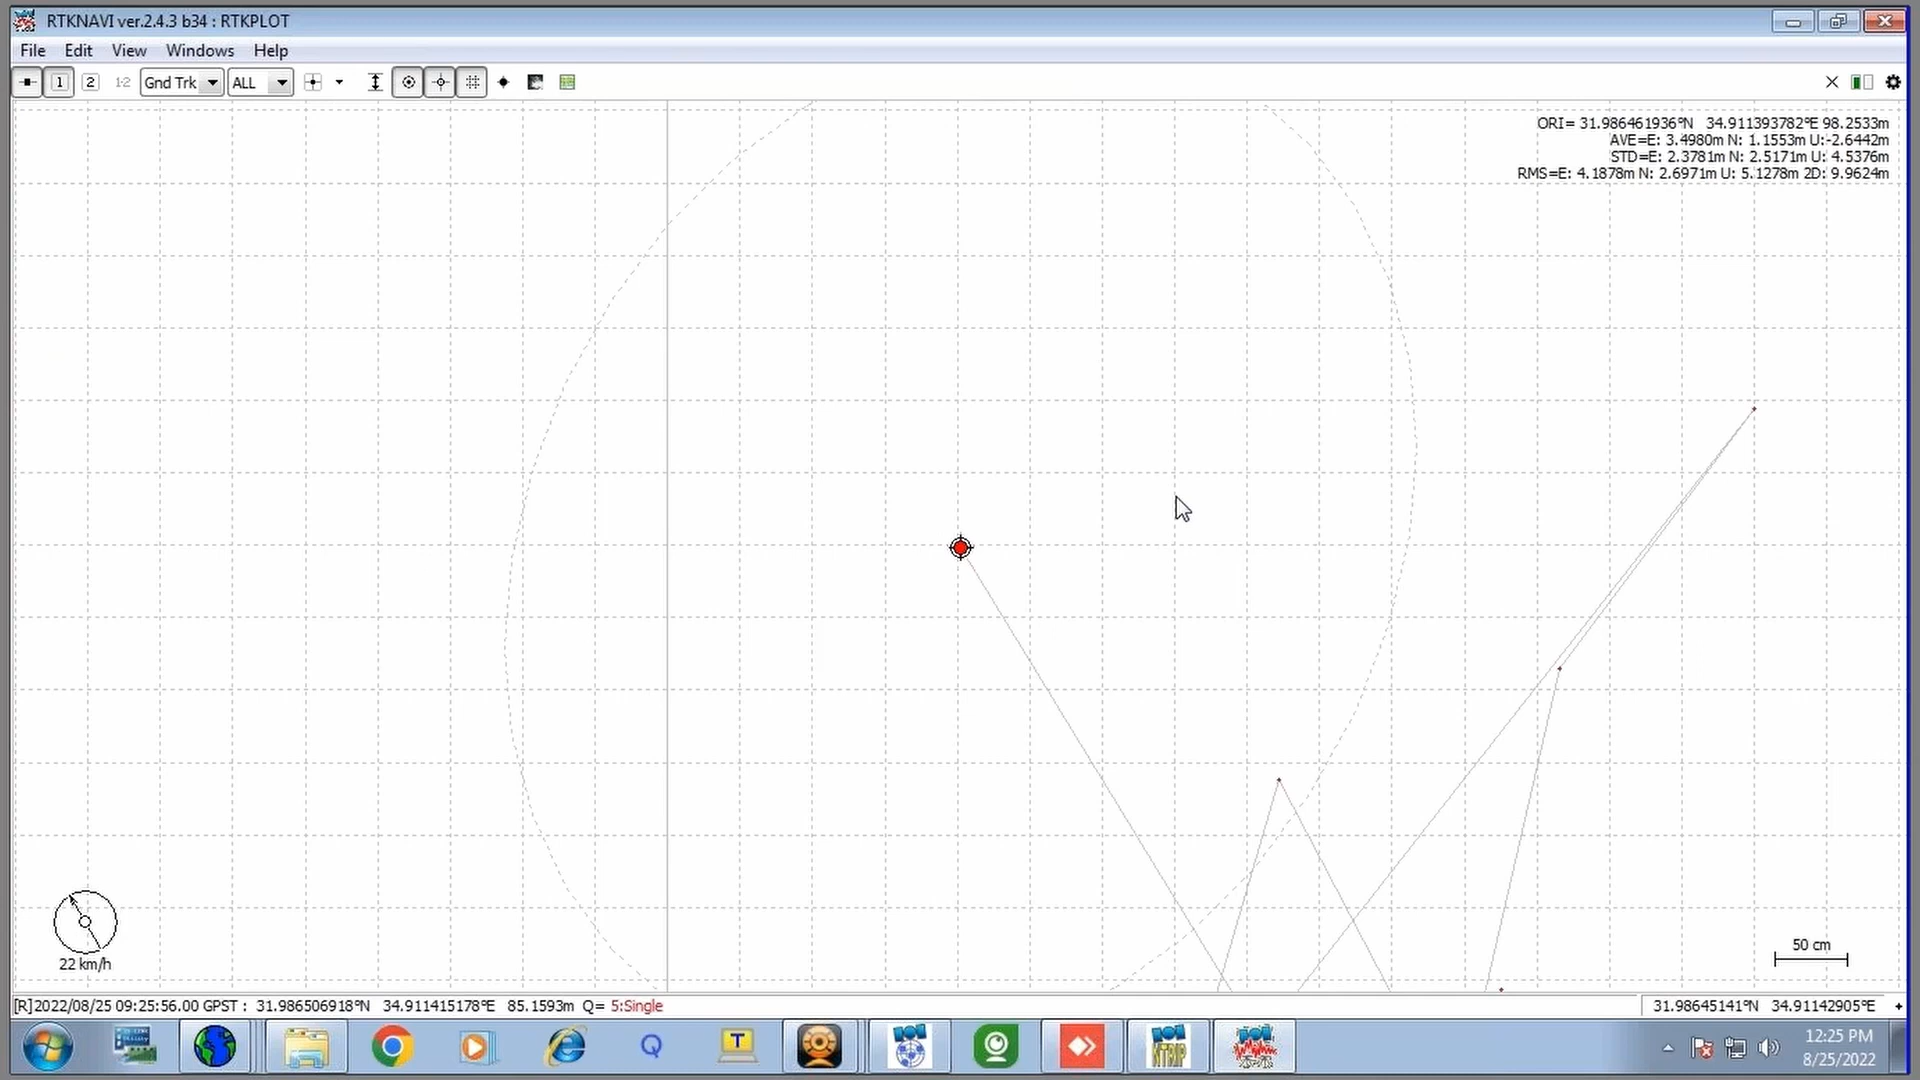 RTKNAVI ver.2.4.3 b34 : RTKPLOT
File Edit View Windows Help
1 2 1-2 Gnd Trk ALL
ORI= 31.986461936°N 34.911393782°E 98.2533m
AVE=E: 3.4980m N: 1.1553m U:-2.6442m
STD=E: 2.3781m N: 2.5171m U: 4.5376m
RMS=E: 4.1878m N: 2.6971m U: 5.1278m 2D: 9.9624m
50 cm
22 km/h
[R]2022/08/25 09:25:56.00 GPST : 31.986506918°N 34.911415178°E 85.1593m Q= 5:Single
31.98645141°N 34.91142905°E
Q T NTRIP
12:25 PM
8/25/2022